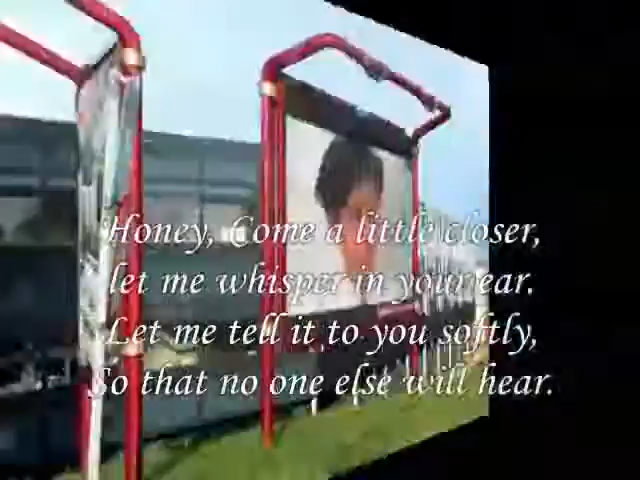 Honey, Come a little closer,
let me whisper in your ear.
Let me tell it to you softly,
So that no one else will hear.